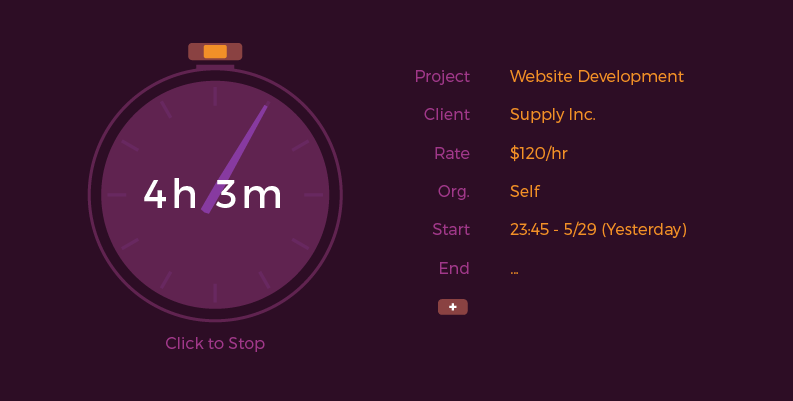 4h 3m
Click to Stop
Project Website Development
Client Supply Inc.
Rate $120/hr
Org. Self
Start 23:45 - 5/29 (Yesterday)
End ...
+